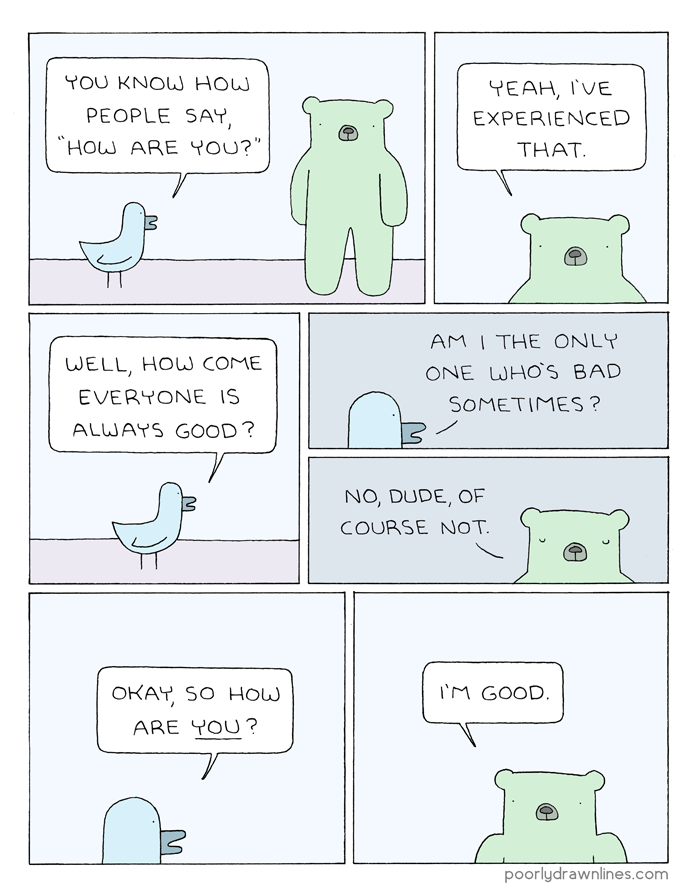 YOU KNOW HOW
PEOPLE SAY,
"HOW ARE YOU?"
YEAH, I'VE
EXPERIENCED
THAT.
WELL, HOW COME
EVERYONE IS
ALWAYS GOOD?
AM I THE ONLY
ONE WHO'S BAD
SOMETIMES?
NO, DUDE, OF
COURSE NOT.
OKAY, SO HOW
ARE YOU?
I'M GOOD.
poorlydrawnlines.com